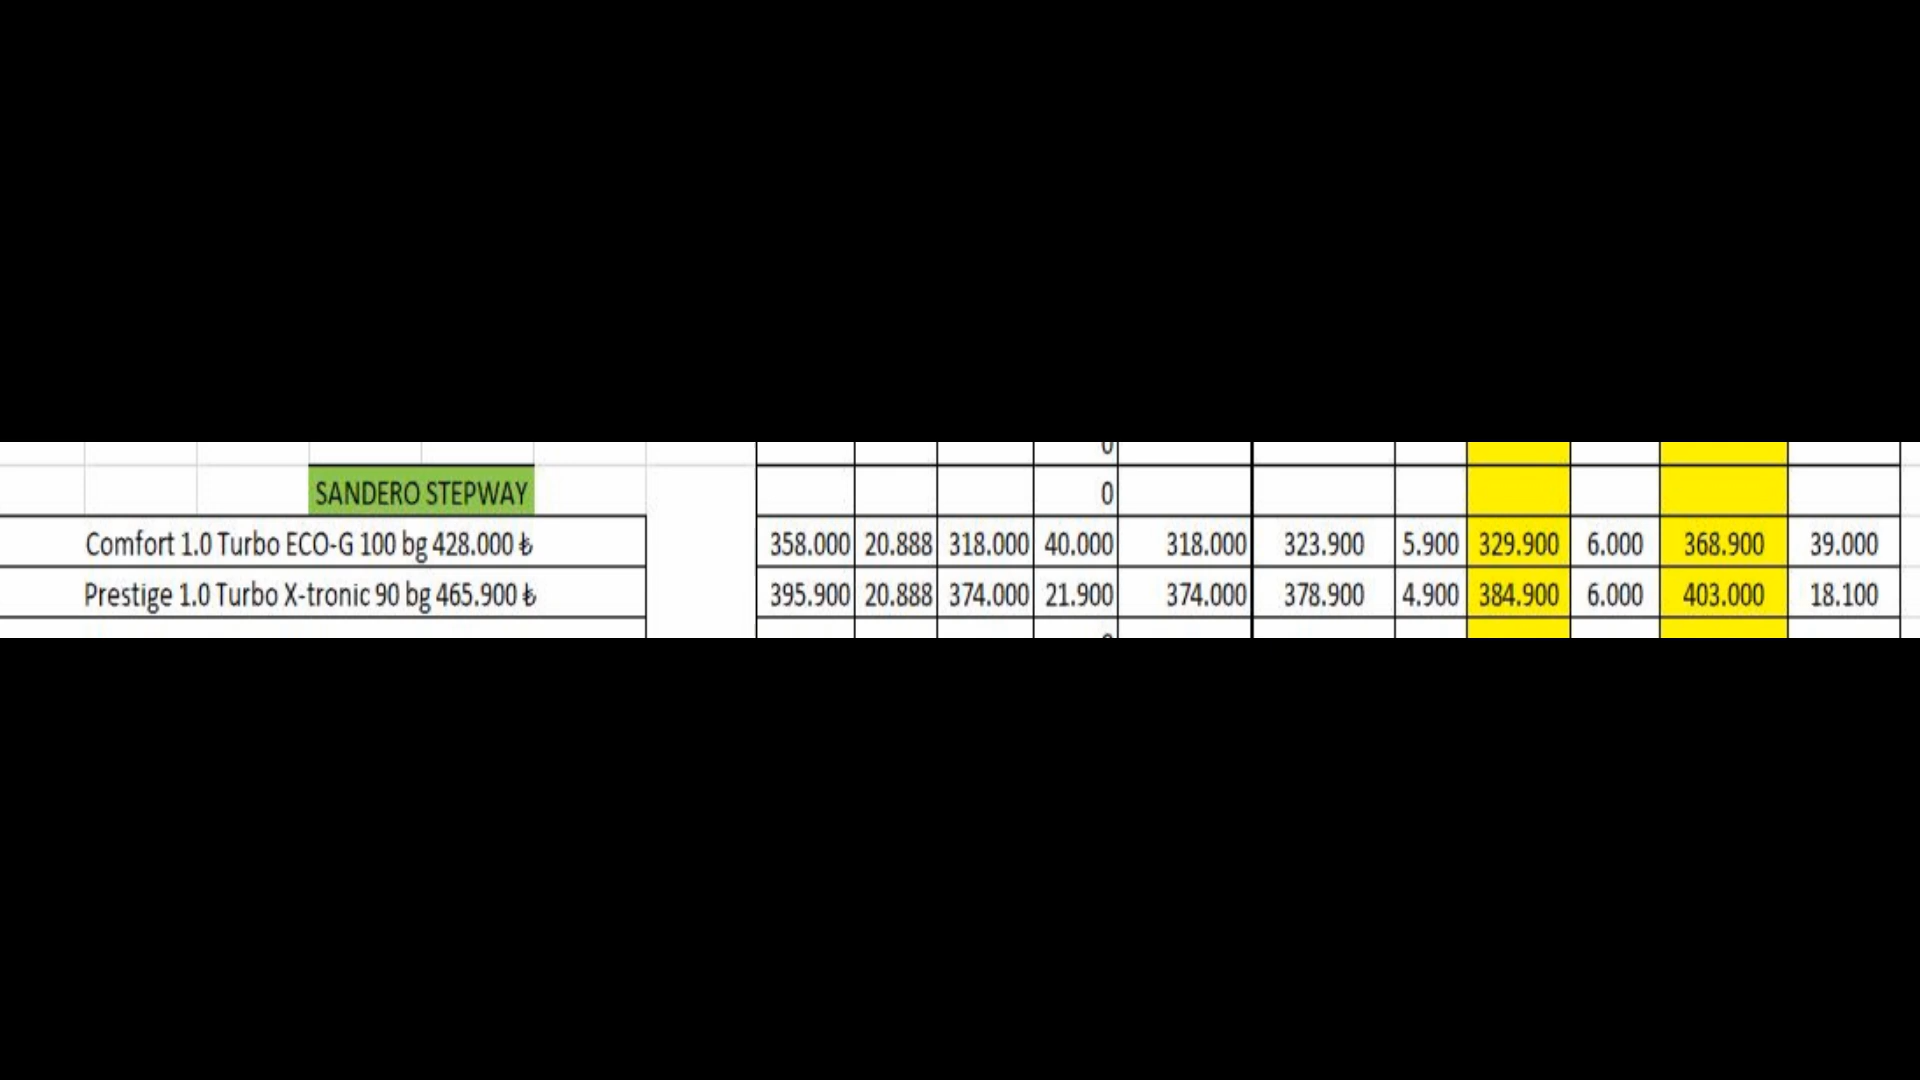 0
SANDERO STEPWAY 0
Comfort 1.0 Turbo ECO-G 100 bg 428.000 ₺ 358.000 20.888 318.000 40.000 318.000 323.900 5.900 329.900 6.000 368.900 39.000
Prestige 1.0 Turbo X-tronic 90 bg 465.900 ₺ 395.900 20.888 374.000 21.900 374.000 378.900 4.900 384.900 6.000 403.000 18.100